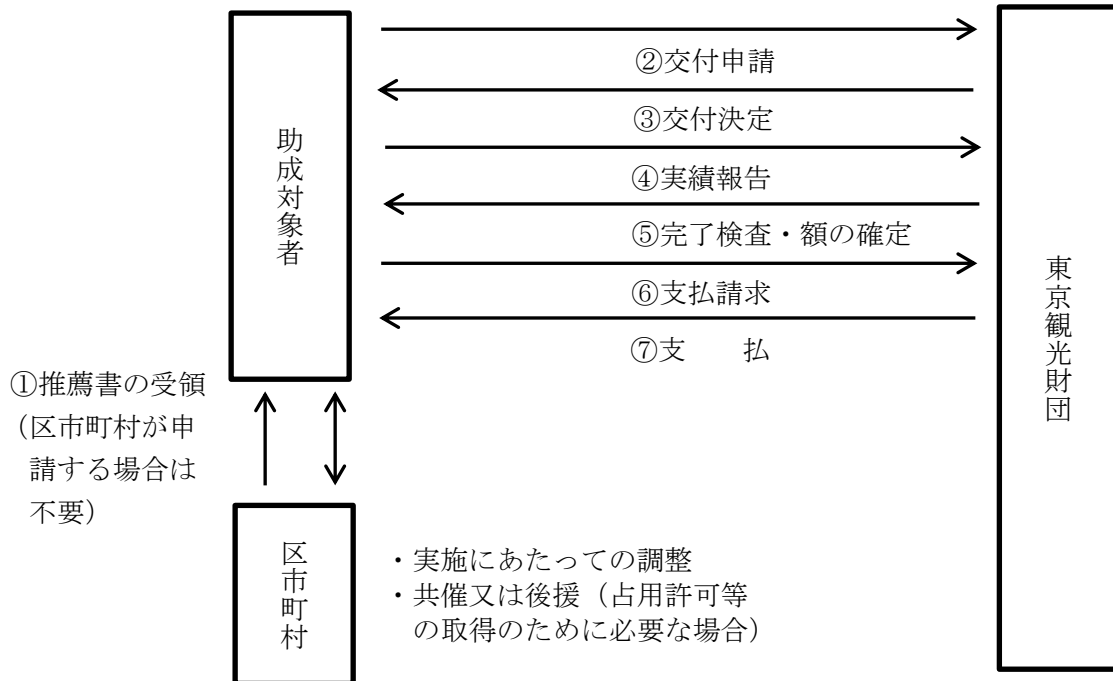 ②交付申請
③交付決定
助成対象者
④実績報告
⑤完了検査・額の確定
東京観光財団
⑥支払請求
⑦支　　払
①推薦書の受領
（区市町村が申
請する場合は
不要）
区市町村
・実施にあたっての調整
・共催又は後援（占用許可等
の取得のために必要な場合）